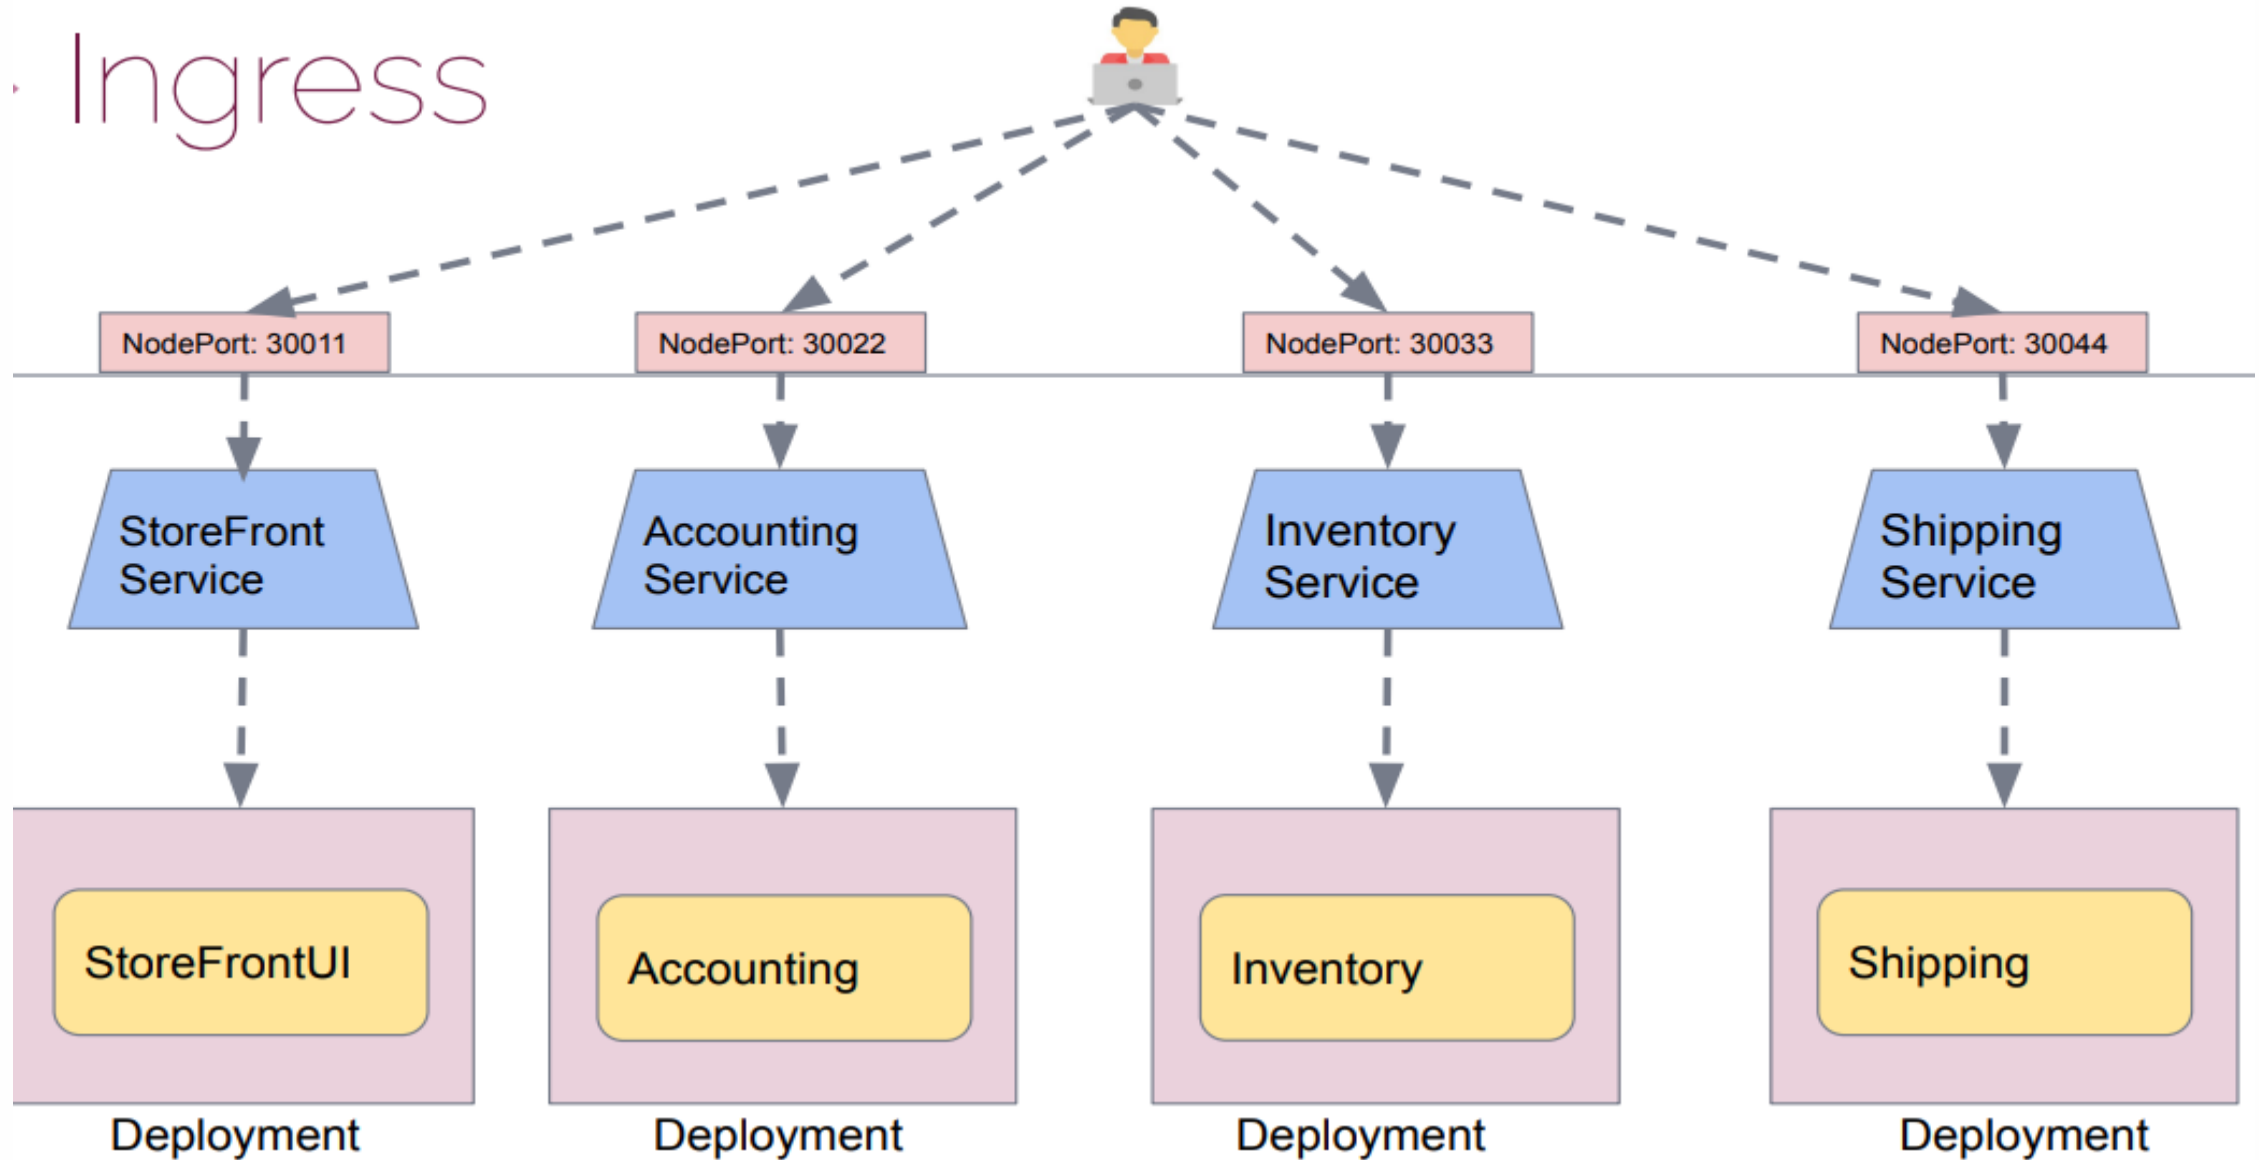 Ingress
NodePort: 30011
NodePort: 30022
NodePort: 30033
NodePort: 30044
StoreFront
Service
Accounting
Service
Inventory
Service
Shipping
Service
StoreFrontUI
Accounting
Inventory
Shipping
Deployment
Deployment
Deployment
Deployment